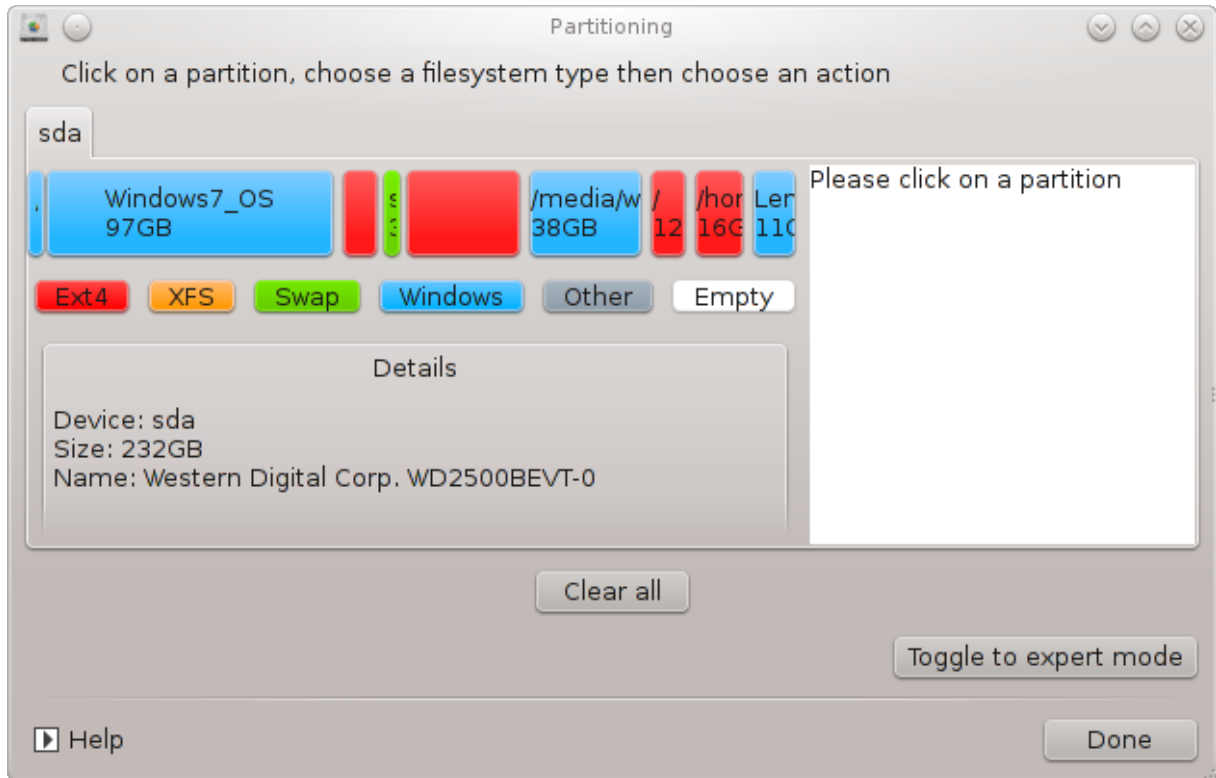 Partitioning
Click on a partition, choose a filesystem type then choose an action
sda
Windows7_OS
97GB
/media/w
38GB
/
12
/hor
16G
Ler
11G
Please click on a partition
Ext4 XFS Swap Windows Other Empty
Details
Device: sda
Size: 232GB
Name: Western Digital Corp. WD2500BEVT-0
Clear all
Toggle to expert mode
Help
Done